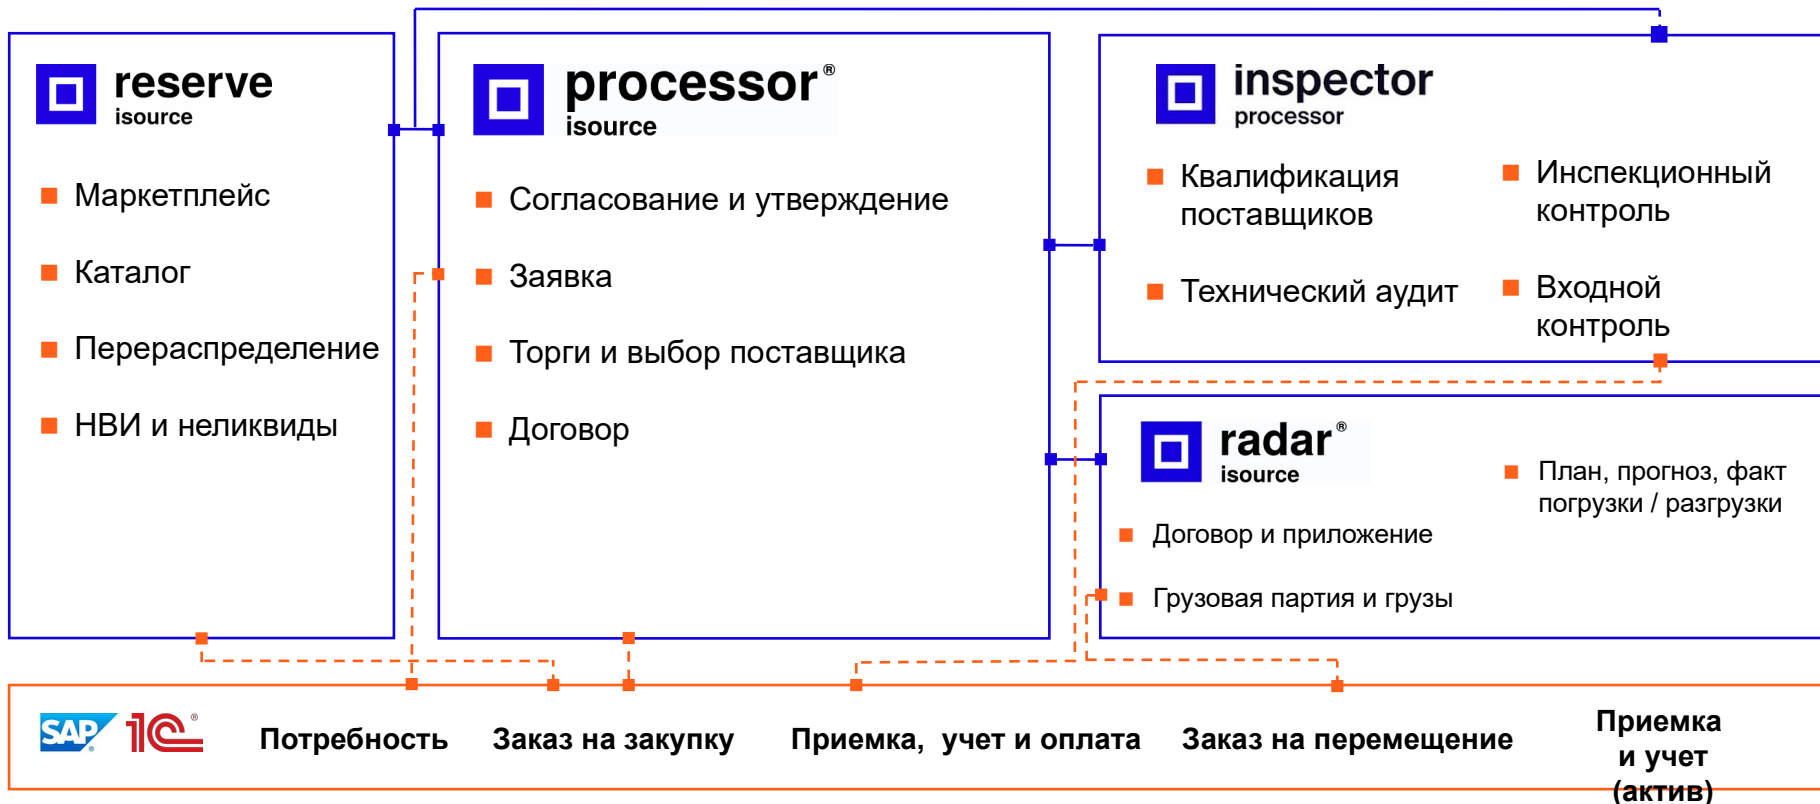 reserve
isource
Маркетплейс
Каталог
Перераспределение
НВИ и неликвиды
processor®
isource
Согласование и утверждение
Заявка
Торги и выбор поставщика
Договор
inspector
processor
Квалификация
поставщиков
Технический аудит
Инспекционный
контроль
Входной
контроль
radar®
isource
Договор и приложение
Грузовая партия и грузы
План, прогноз, факт
погрузки / разгрузки
SAP® 1C®
Потребность
Заказ на закупку
Приемка, учет и оплата
Заказ на перемещение
Приемка
и учет
(актив)